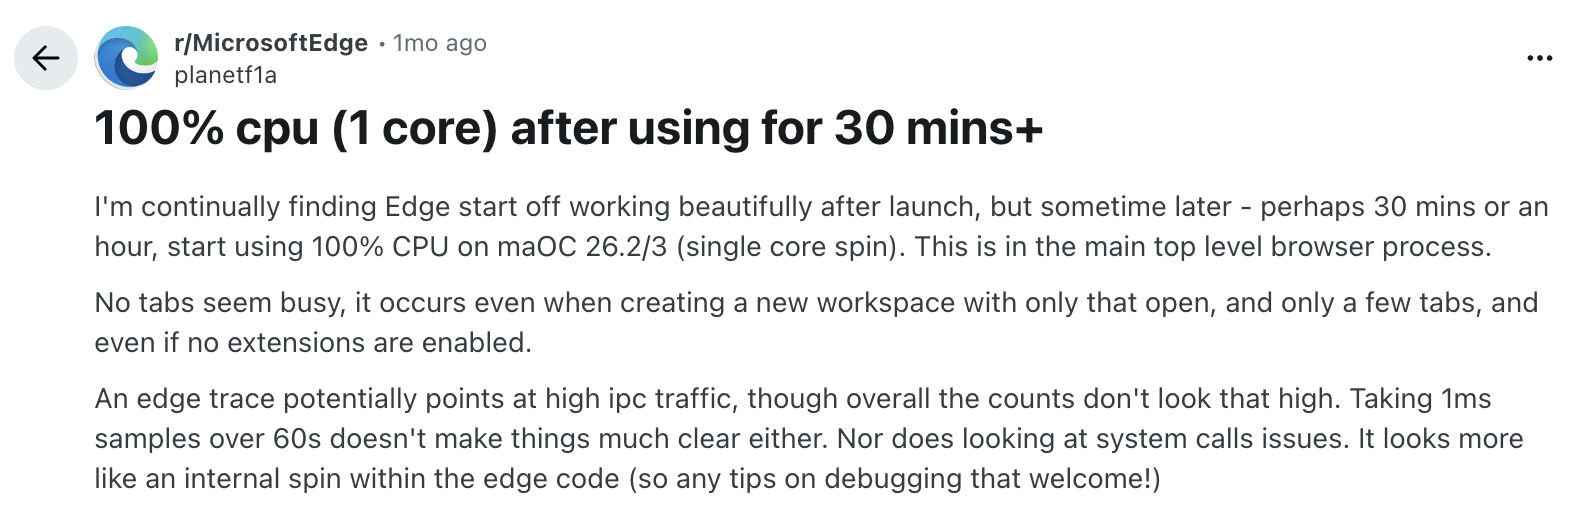 r/MicrosoftEdge • 1mo ago
planetf1a
100% cpu (1 core) after using for 30 mins+
I'm continually finding Edge start off working beautifully after launch, but sometime later - perhaps 30 mins or an
hour, start using 100% CPU on maOC 26.2/3 (single core spin). This is in the main top level browser process.
No tabs seem busy, it occurs even when creating a new workspace with only that open, and only a few tabs, and
even if no extensions are enabled.
An edge trace potentially points at high ipc traffic, though overall the counts don't look that high. Taking 1ms
samples over 60s doesn't make things much clear either. Nor does looking at system calls issues. It looks more
like an internal spin within the edge code (so any tips on debugging that welcome!)